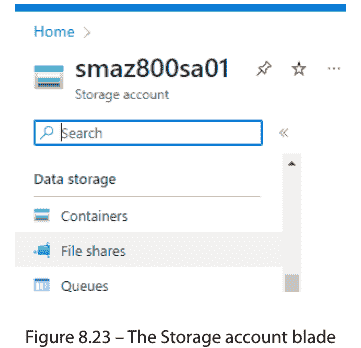 Home >
smaz800sa01
Storage account
Search
Data storage
Containers
File shares
Queues
Figure 8.23 – The Storage account blade